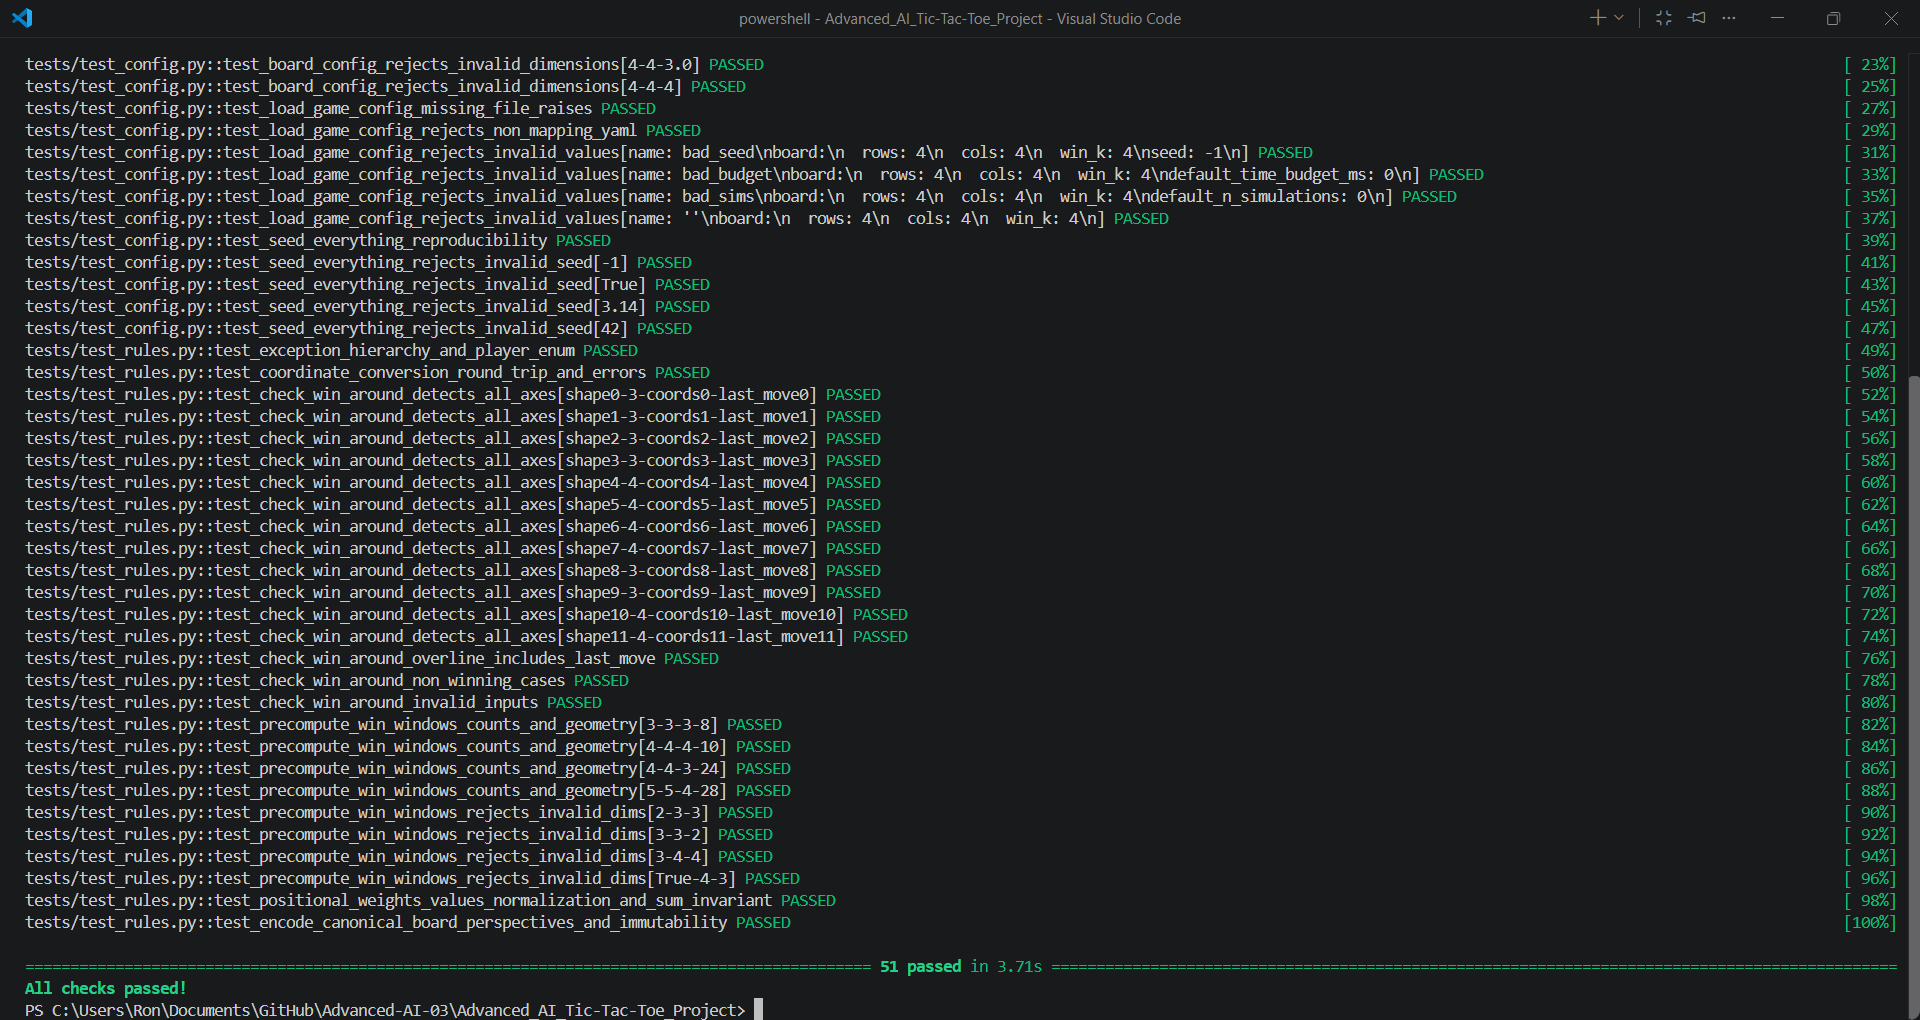 powershell - Advanced_AI_Tic-Tac-Toe_Project - Visual Studio Code
tests/test_config.py::test_board_config_rejects_invalid_dimensions[4-4-3.0] PASSED [ 23%]
tests/test_config.py::test_board_config_rejects_invalid_dimensions[4-4-4] PASSED [ 25%]
tests/test_config.py::test_load_game_config_missing_file_raises PASSED [ 27%]
tests/test_config.py::test_load_game_config_rejects_non_mapping_yaml PASSED [ 29%]
tests/test_config.py::test_load_game_config_rejects_invalid_values[name: bad_seed\nboard:\n  rows: 4\n  cols: 4\n  win_k: 4\nseed: -1\n] PASSED [ 31%]
tests/test_config.py::test_load_game_config_rejects_invalid_values[name: bad_budget\nboard:\n  rows: 4\n  cols: 4\n  win_k: 4\ndefault_time_budget_ms: 0\n] PASSED [ 33%]
tests/test_config.py::test_load_game_config_rejects_invalid_values[name: bad_sims\nboard:\n  rows: 4\n  cols: 4\n  win_k: 4\ndefault_n_simulations: 0\n] PASSED [ 35%]
tests/test_config.py::test_load_game_config_rejects_invalid_values[name: ''\nboard:\n  rows: 4\n  cols: 4\n  win_k: 4\n] PASSED [ 37%]
tests/test_config.py::test_seed_everything_reproducibility PASSED [ 39%]
tests/test_config.py::test_seed_everything_rejects_invalid_seed[-1] PASSED [ 41%]
tests/test_config.py::test_seed_everything_rejects_invalid_seed[True] PASSED [ 43%]
tests/test_config.py::test_seed_everything_rejects_invalid_seed[3.14] PASSED [ 45%]
tests/test_config.py::test_seed_everything_rejects_invalid_seed[42] PASSED [ 47%]
tests/test_rules.py::test_exception_hierarchy_and_player_enum PASSED [ 49%]
tests/test_rules.py::test_coordinate_conversion_round_trip_and_errors PASSED [ 50%]
tests/test_rules.py::test_check_win_around_detects_all_axes[shape0-3-coords0-last_move0] PASSED [ 52%]
tests/test_rules.py::test_check_win_around_detects_all_axes[shape1-3-coords1-last_move1] PASSED [ 54%]
tests/test_rules.py::test_check_win_around_detects_all_axes[shape2-3-coords2-last_move2] PASSED [ 56%]
tests/test_rules.py::test_check_win_around_detects_all_axes[shape3-3-coords3-last_move3] PASSED [ 58%]
tests/test_rules.py::test_check_win_around_detects_all_axes[shape4-4-coords4-last_move4] PASSED [ 60%]
tests/test_rules.py::test_check_win_around_detects_all_axes[shape5-4-coords5-last_move5] PASSED [ 62%]
tests/test_rules.py::test_check_win_around_detects_all_axes[shape6-4-coords6-last_move6] PASSED [ 64%]
tests/test_rules.py::test_check_win_around_detects_all_axes[shape7-4-coords7-last_move7] PASSED [ 66%]
tests/test_rules.py::test_check_win_around_detects_all_axes[shape8-3-coords8-last_move8] PASSED [ 68%]
tests/test_rules.py::test_check_win_around_detects_all_axes[shape9-3-coords9-last_move9] PASSED [ 70%]
tests/test_rules.py::test_check_win_around_detects_all_axes[shape10-4-coords10-last_move10] PASSED [ 72%]
tests/test_rules.py::test_check_win_around_detects_all_axes[shape11-4-coords11-last_move11] PASSED [ 74%]
tests/test_rules.py::test_check_win_around_overline_includes_last_move PASSED [ 76%]
tests/test_rules.py::test_check_win_around_non_winning_cases PASSED [ 78%]
tests/test_rules.py::test_check_win_around_invalid_inputs PASSED [ 80%]
tests/test_rules.py::test_precompute_win_windows_counts_and_geometry[3-3-3-8] PASSED [ 82%]
tests/test_rules.py::test_precompute_win_windows_counts_and_geometry[4-4-4-10] PASSED [ 84%]
tests/test_rules.py::test_precompute_win_windows_counts_and_geometry[4-4-3-24] PASSED [ 86%]
tests/test_rules.py::test_precompute_win_windows_counts_and_geometry[5-5-4-28] PASSED [ 88%]
tests/test_rules.py::test_precompute_win_windows_rejects_invalid_dims[2-3-3] PASSED [ 90%]
tests/test_rules.py::test_precompute_win_windows_rejects_invalid_dims[3-3-2] PASSED [ 92%]
tests/test_rules.py::test_precompute_win_windows_rejects_invalid_dims[3-4-4] PASSED [ 94%]
tests/test_rules.py::test_precompute_win_windows_rejects_invalid_dims[True-4-3] PASSED [ 96%]
tests/test_rules.py::test_positional_weights_values_normalization_and_sum_invariant PASSED [ 98%]
tests/test_rules.py::test_encode_canonical_board_perspectives_and_immutability PASSED [100%]
============================================================================================== 51 passed in 3.71s ==============================================================================================
All checks passed!
PS C:\Users\Ron\Documents\GitHub\Advanced-AI-03\Advanced_AI_Tic-Tac-Toe_Project>